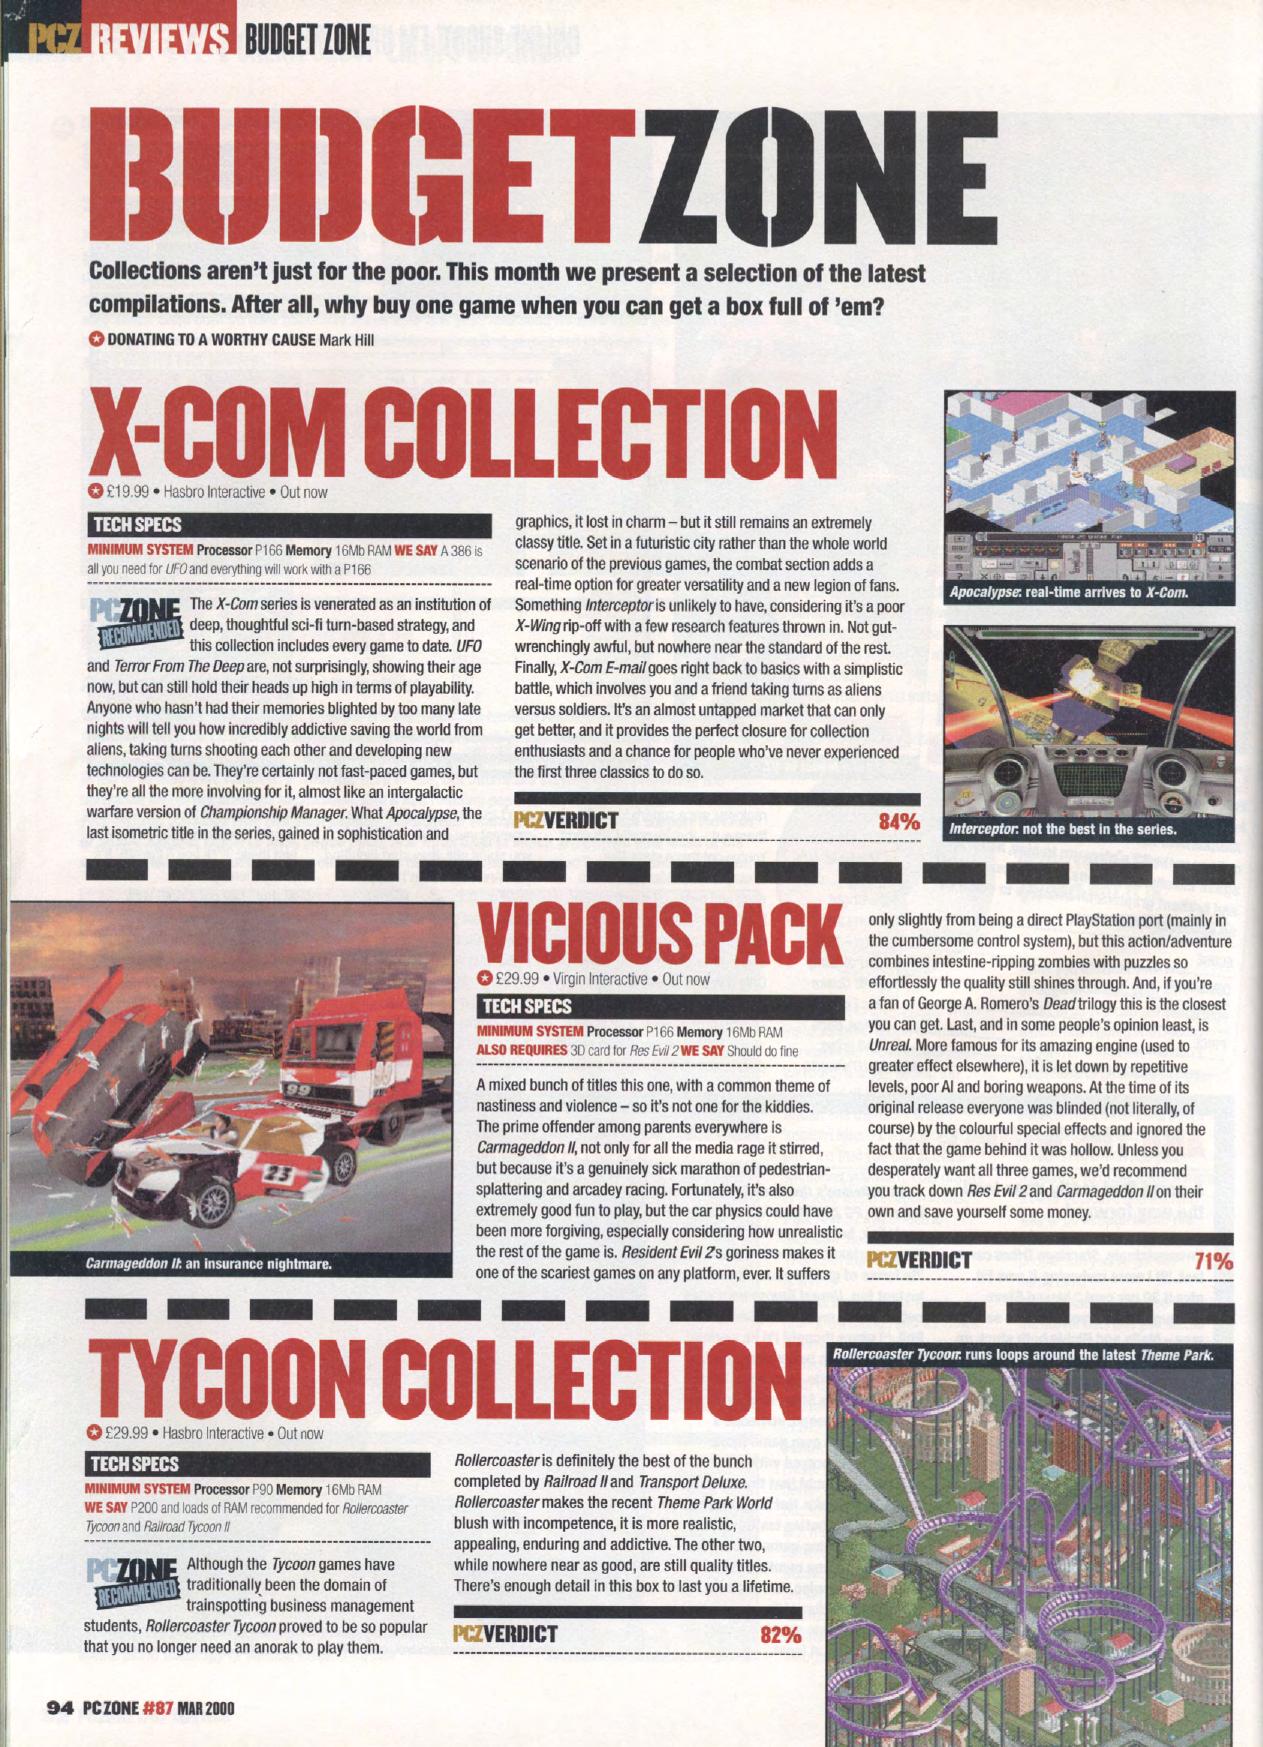 PCZ REVIEWS BUDGET ZONE
BUDGETZONE
Collections aren't just for the poor. This month we present a selection of the latest
compilations. After all, why buy one game when you can get a box full of 'em?
DONATING TO A WORTHY CAUSE Mark Hill
X-COM COLLECTION
£19.99 • Hasbro Interactive • Out now
TECH SPECS
MINIMUM SYSTEM Processor P166 Memory 16Mb RAM WE SAY A 386 is
all you need for UFO and everything will work with a P166
PCZONE
RECOMMENDED
The X-Com series is venerated as an institution of
deep, thoughtful sci-fi turn-based strategy, and
this collection includes every game to date. UFO
and Terror From The Deep are, not surprisingly, showing their age
now, but can still hold their heads up high in terms of playability.
Anyone who hasn't had their memories blighted by too many late
nights will tell you how incredibly addictive saving the world from
aliens, taking turns shooting each other and developing new
technologies can be. They're certainly not fast-paced games, but
they're all the more involving for it, almost like an intergalactic
warfare version of Championship Manager. What Apocalypse, the
last isometric title in the series, gained in sophistication and
graphics, it lost in charm – but it still remains an extremely
classy title. Set in a futuristic city rather than the whole world
scenario of the previous games, the combat section adds a
real-time option for greater versatility and a new legion of fans.
Something Interceptor is unlikely to have, considering it's a poor
X-Wing rip-off with a few research features thrown in. Not gut-
wrenchingly awful, but nowhere near the standard of the rest.
Finally, X-Com E-mail goes right back to basics with a simplistic
battle, which involves you and a friend taking turns as aliens
versus soldiers. It's an almost untapped market that can only
get better, and it provides the perfect closure for collection
enthusiasts and a chance for people who've never experienced
the first three classics to do so.
PCZVERDICT 84%
Apocalypse: real-time arrives to X-Com.
Interceptor: not the best in the series.
Carmageddon II: an insurance nightmare.
99
23
VICIOUS PACK
£29.99 • Virgin Interactive • Out now
TECH SPECS
MINIMUM SYSTEM Processor P166 Memory 16Mb RAM
ALSO REQUIRES 3D card for Res Evil 2 WE SAY Should do fine
A mixed bunch of titles this one, with a common theme of
nastiness and violence – so it's not one for the kiddies.
The prime offender among parents everywhere is
Carmageddon II, not only for all the media rage it stirred,
but because it's a genuinely sick marathon of pedestrian-
splattering and arcadey racing. Fortunately, it's also
extremely good fun to play, but the car physics could have
been more forgiving, especially considering how unrealistic
the rest of the game is. Resident Evil 2's goriness makes it
one of the scariest games on any platform, ever. It suffers
only slightly from being a direct PlayStation port (mainly in
the cumbersome control system), but this action/adventure
combines intestine-ripping zombies with puzzles so
effortlessly the quality still shines through. And, if you're
a fan of George A. Romero's Dead trilogy this is the closest
you can get. Last, and in some people's opinion least, is
Unreal. More famous for its amazing engine (used to
greater effect elsewhere), it is let down by repetitive
levels, poor AI and boring weapons. At the time of its
original release everyone was blinded (not literally, of
course) by the colourful special effects and ignored the
fact that the game behind it was hollow. Unless you
desperately want all three games, we'd recommend
you track down Res Evil 2 and Carmageddon II on their
own and save yourself some money.
PCZVERDICT 71%
TYCOON COLLECTION
£29.99 • Hasbro Interactive • Out now
TECH SPECS
MINIMUM SYSTEM Processor P90 Memory 16Mb RAM
WE SAY P200 and loads of RAM recommended for Rollercoaster
Tycoon and Railroad Tycoon II
PCZONE
RECOMMENDED
Although the Tycoon games have
traditionally been the domain of
trainspotting business management
students, Rollercoaster Tycoon proved to be so popular
that you no longer need an anorak to play them.
Rollercoaster is definitely the best of the bunch
completed by Railroad II and Transport Deluxe.
Rollercoaster makes the recent Theme Park World
blush with incompetence, it is more realistic,
appealing, enduring and addictive. The other two,
while nowhere near as good, are still quality titles.
There's enough detail in this box to last you a lifetime.
PCZVERDICT 82%
Rollercoaster Tycoon: runs loops around the latest Theme Park.
94 PCZONE #87 MAR 2000